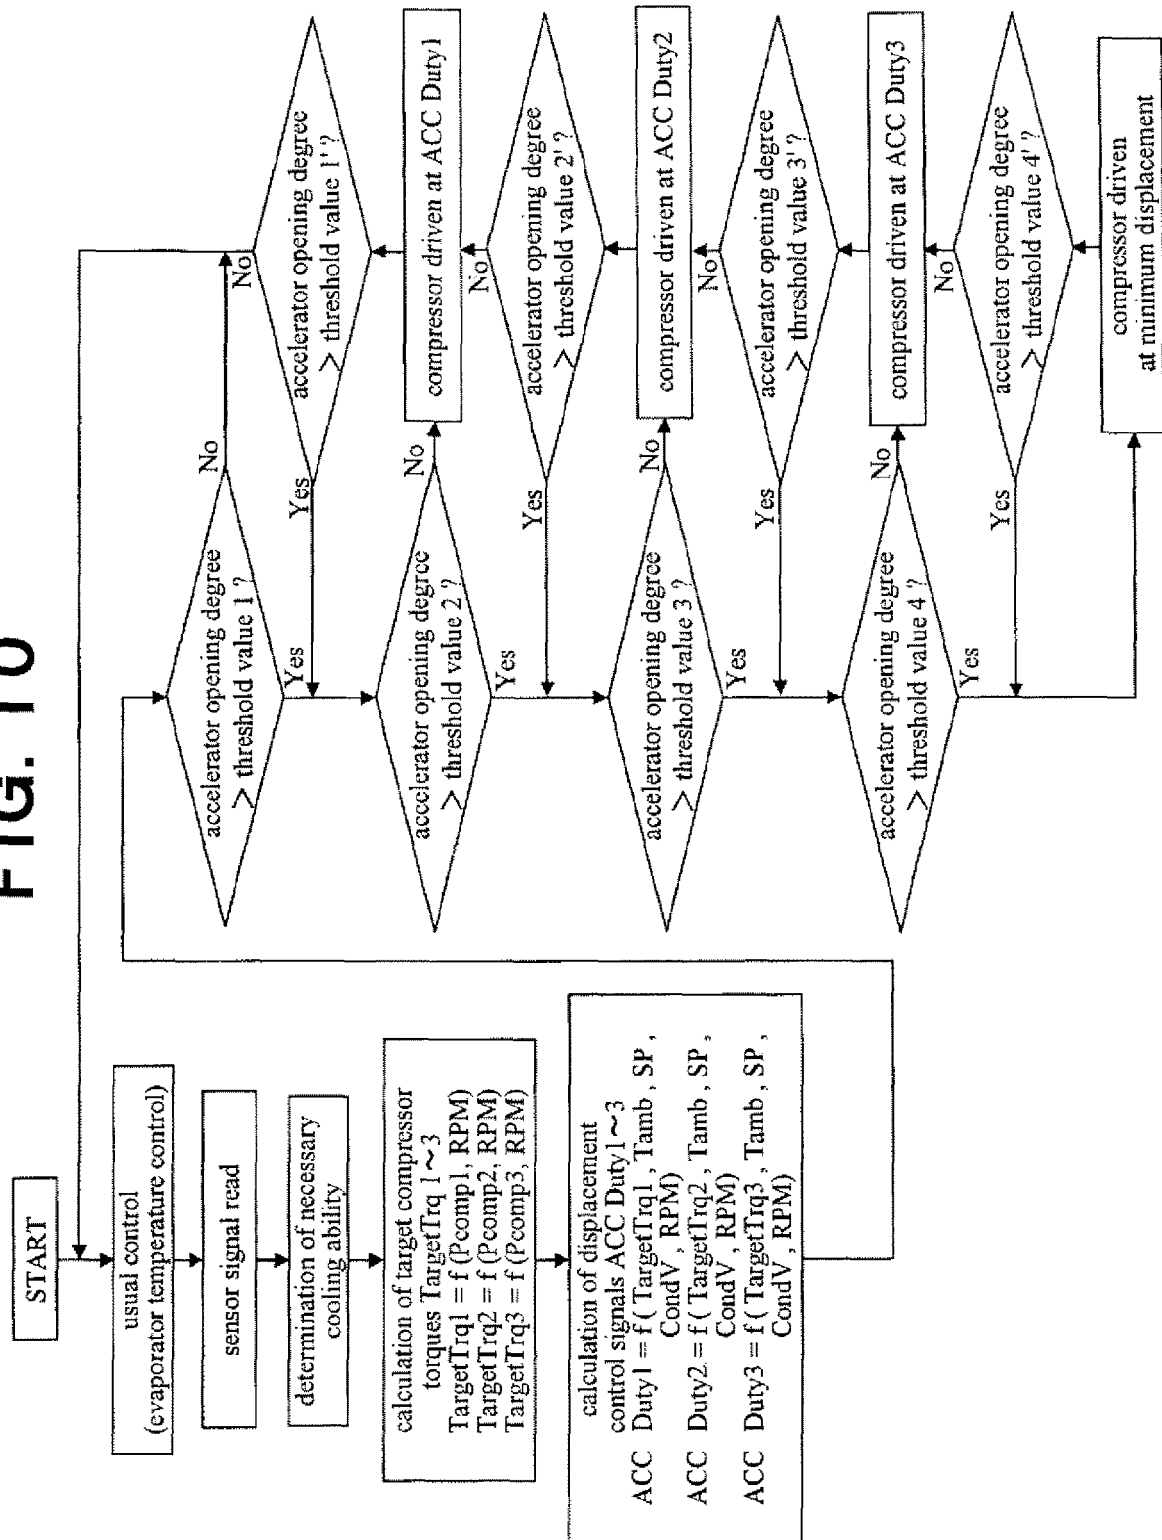 FIG. 10
START
usual control
(evaporator temperature control)
sensor signal read
determination of necessary
cooling ability
calculation of target compressor
torques TargetTrq 1~3
TargetTrq1 = f (Pcomp1, RPM)
TargetTrq2 = f (Pcomp2, RPM)
TargetTrq3 = f (Pcomp3, RPM)
calculation of displacement
control signals ACC Duty1~3
ACC Duty1 = f ( TargetTrq1 , Tamb , SP ,
CondV , RPM)
ACC Duty2 = f ( TargetTrq2 , Tamb , SP ,
CondV , RPM)
ACC Duty3 = f ( TargetTrq3 , Tamb , SP ,
CondV , RPM)
accelerator opening degree
> threshold value 1 ?
No
Yes
accelerator opening degree
> threshold value 2 ?
No
Yes
accelerator opening degree
> threshold value 3 ?
No
Yes
accelerator opening degree
> threshold value 4 ?
No
Yes
accelerator opening degree
> threshold value 1' ?
No
Yes
compressor driven at ACC Duty1
accelerator opening degree
> threshold value 2' ?
No
Yes
compressor driven at ACC Duty2
accelerator opening degree
> threshold value 3' ?
No
Yes
compressor driven at ACC Duty3
accelerator opening degree
> threshold value 4' ?
No
Yes
compressor driven
at minimum displacement